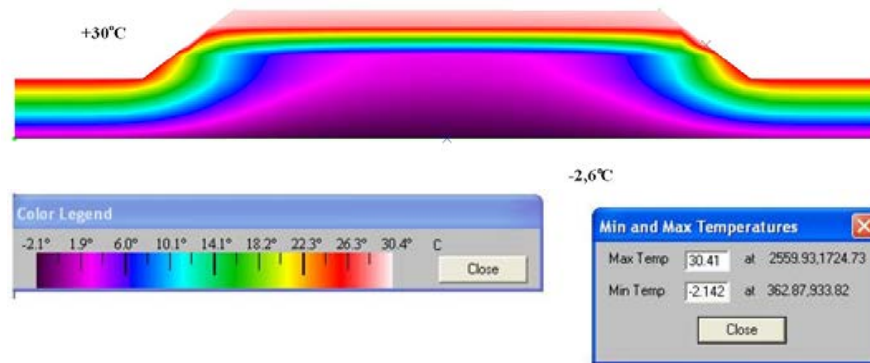 +30°C
-2,6°C
Color Legend
-2.1° 1.9° 6.0° 10.1° 14.1° 18.2° 22.3° 26.3° 30.4° C
Close
Min and Max Temperatures
Max Temp 30.41 at 2559.93,1724.73
Min Temp -2.142 at 362.87,933.82
Close